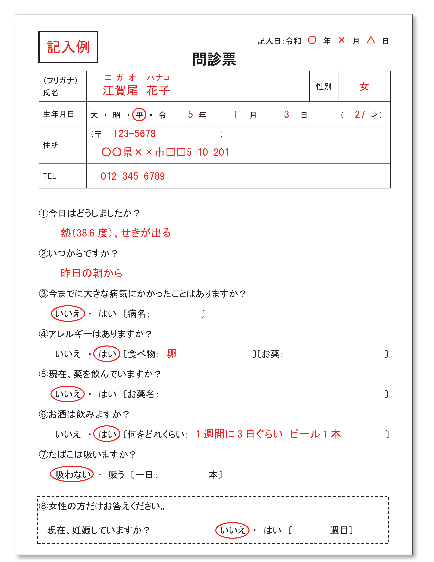 記入例
記入日:令和 〇 年 × 月 △ 日
問診票
(フリガナ) エガオ ハナコ
氏名 江賀尾 花子 性別 女
生年月日 大・昭・平・令 5 年 1 月 3 日 ( 27 才)
住所 (〒 123-5678 )
〇〇県××市□□5-10-201
TEL 012-345-6789
①今日はどうしましたか?
熱(38.6度)、せきが出る
②いつからですか?
昨日の朝から
③今までに大きな病気にかかったことはありますか?
いいえ ・ はい [病名: ]
④アレルギーはありますか?
いいえ ・ はい [食べ物: 卵 ][お薬: ]
⑤現在、薬を飲んでいますか?
いいえ ・ はい [お薬名: ]
⑥お酒は飲みますか?
いいえ ・ はい [何をどれくらい: 1週間に3日ぐらい ビール1本 ]
⑦たばこは吸いますか?
吸わない ・ 吸う [一日: 本]
⑧女性の方だけお答えください。
現在、妊娠していますか? いいえ ・ はい [ 週目]